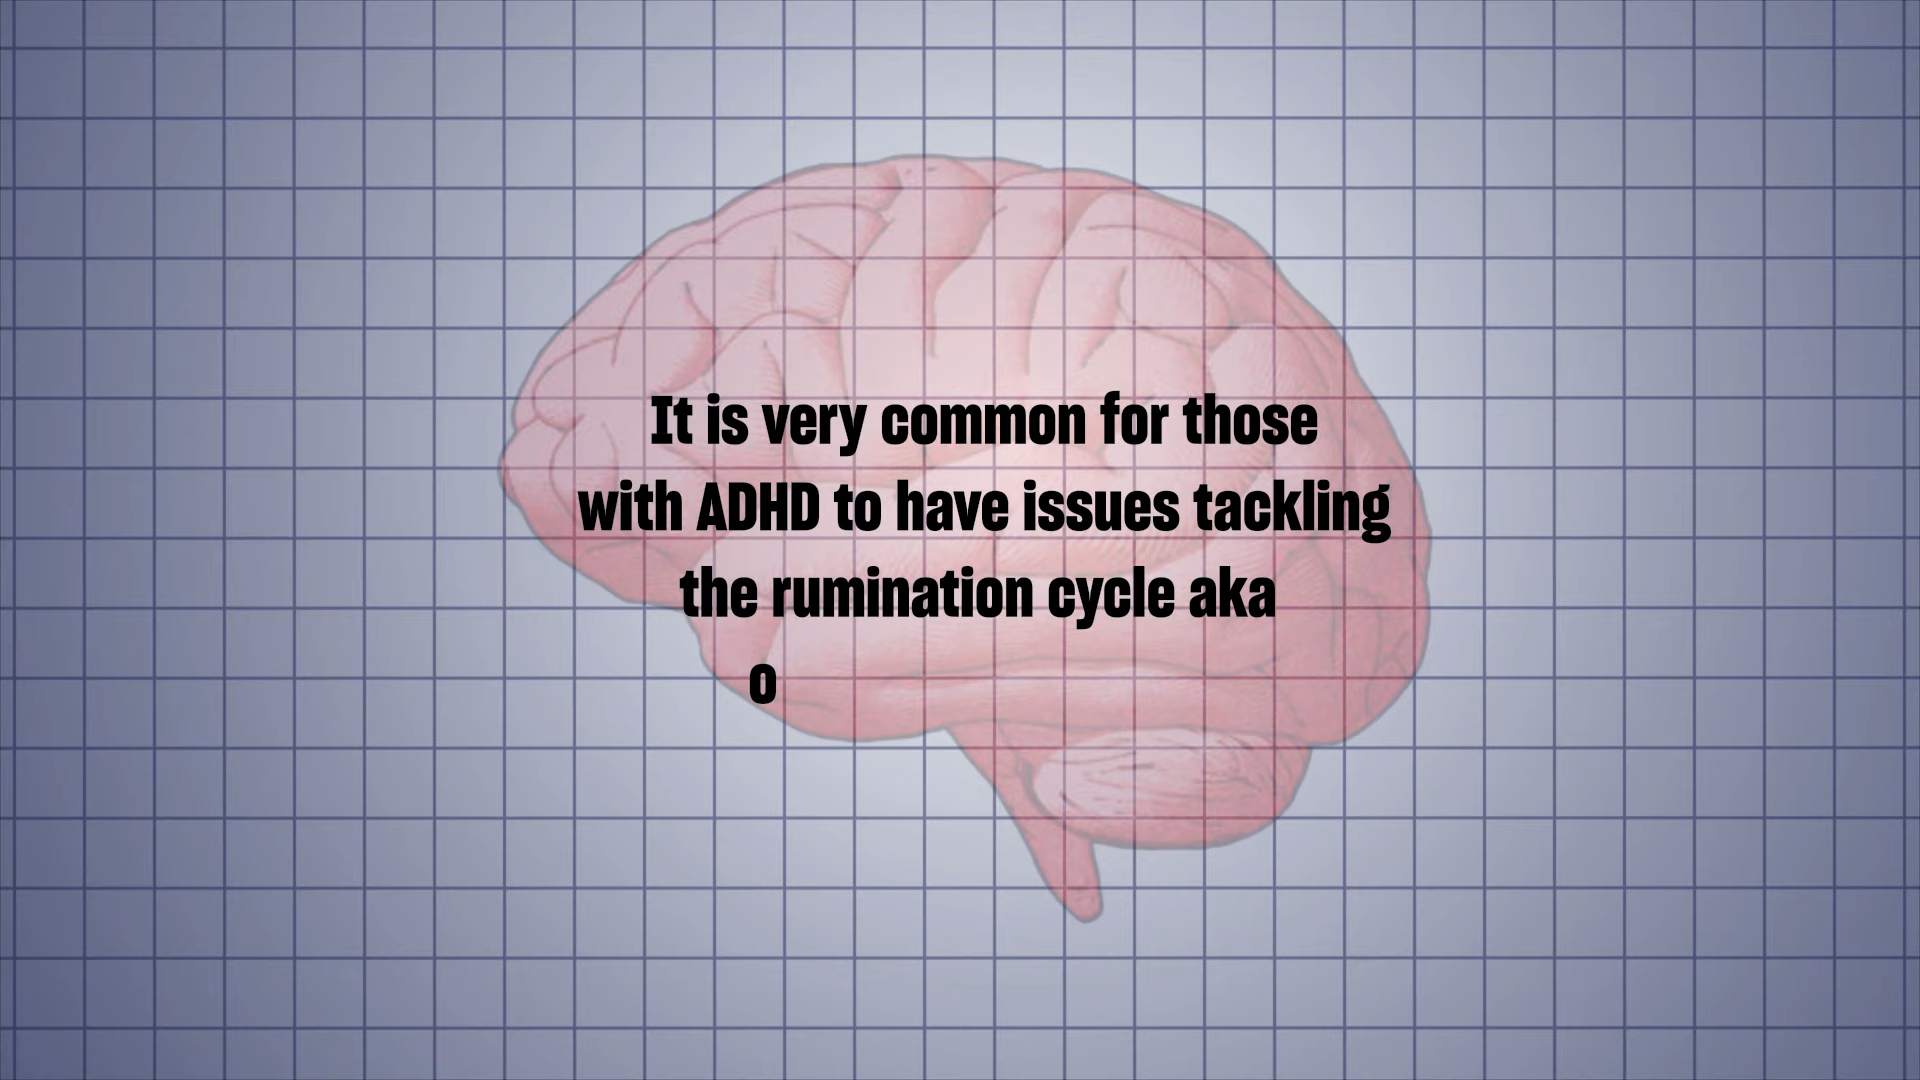 It is very common for those
with ADHD to have issues tackling
the rumination cycle aka
o